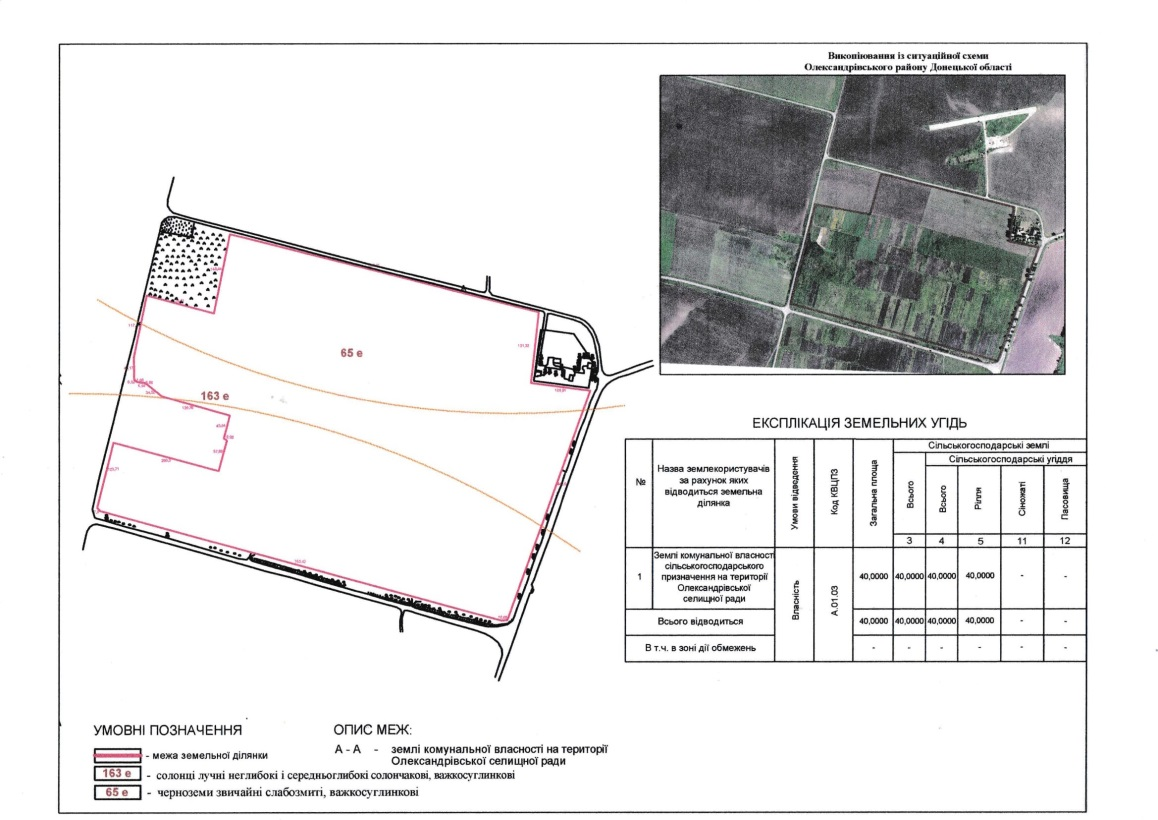 Викопіювання із ситуаційної схеми
Олександрівського району Донецької області
65 е
163 е
ЕКСПЛІКАЦІЯ ЗЕМЕЛЬНИХ УГІДЬ
№
Назва землекористувачів
за рахунок яких
відводиться земельна
ділянка
Умови відведення
Код КВЦПЗ
Загальна площа
Сільськогосподарські землі
Всього
Сільськогосподарські угіддя
Всього
Рілля
Сіножаті
Пасовища
3 4 5 11 12
1
Землі комунальної власност
сільськогосподарського
призначення на території
Олександрівської
селищної ради
Власність
А.01.03
40,0000 40,0000 40,0000 40,0000 - -
Всього відводиться
40,0000 40,0000 40,0000 40,0000 - -
В т.ч. в зоні дії обмежень
- - - - - -
УМОВНІ ПОЗНАЧЕННЯ
- межа земельної ділянки
163 е - солонці лучні неглибокі і середньоглибокі солончакові, важкосуглинкові
65 е - черноземи звичайні слабозмиті, важкосуглинкові
ОПИС МЕЖ:
А - А - землі комунальної власності на території
Олександрівської селищної ради